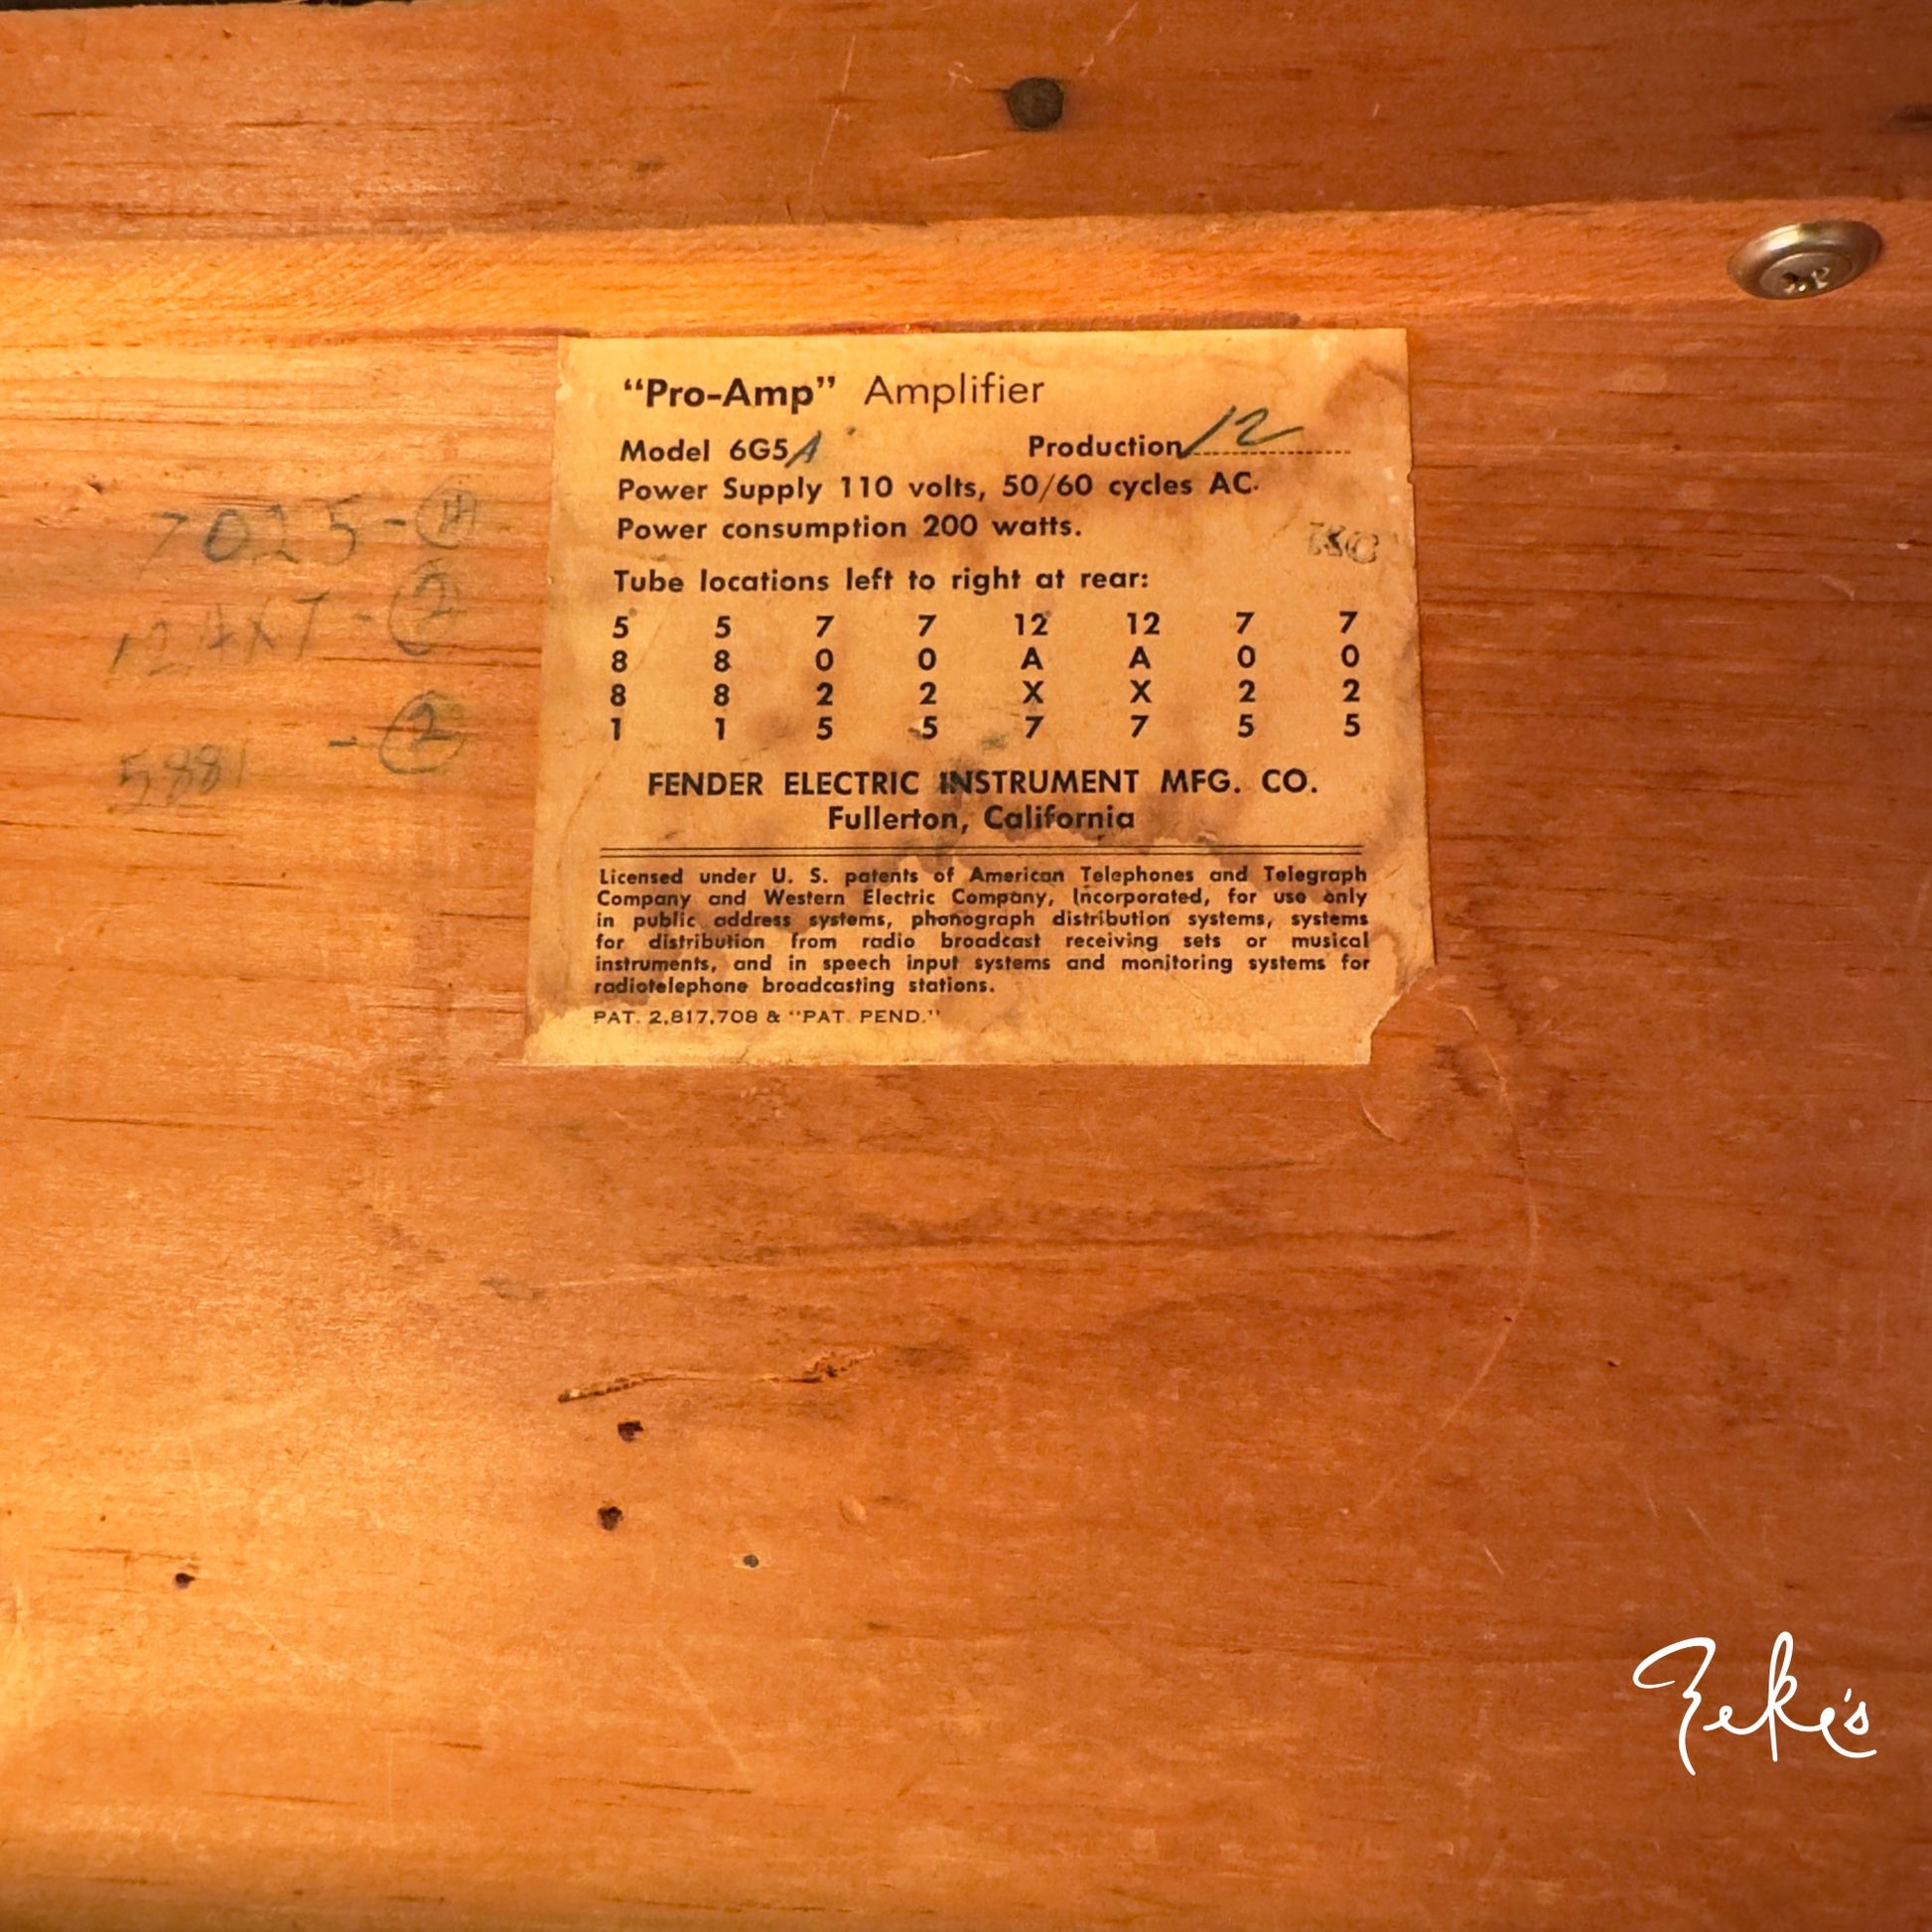 "Pro-Amp" Amplifier
Model 6G5A Production 12
Power Supply 110 volts, 50/60 cycles AC.
Power consumption 200 watts.
Tube locations left to right at rear:
5 5 7 7 12 12 7 7
8 8 0 0 A A 0 0
8 8 2 2 X X 2 2
1 1 5 5 7 7 5 5
FENDER ELECTRIC INSTRUMENT MFG. CO.
Fullerton, California
Licensed under U. S. patents of American Telephones and Telegraph
Company and Western Electric Company, Incorporated, for use only
in public address systems, phonograph distribution systems, systems
for distribution from radio broadcast receiving sets or musical
instruments, and in speech input systems and monitoring systems for
radiotelephone broadcasting stations.
PAT. 2,817,708 & "PAT. PEND."
7025 - 4
12AX7 - 2
5881 - 2
Zeke's